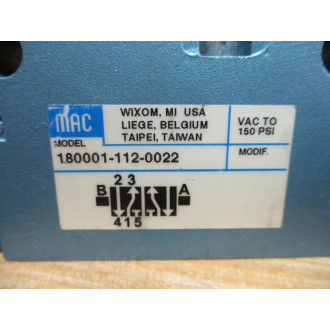 MAC
WIXOM, MI USA
LIEGE, BELGIUM
TAIPEI, TAIWAN
VAC TO
150 PSI
MODEL
180001-112-0022
MODIF.
2 3
B A
4 1 5